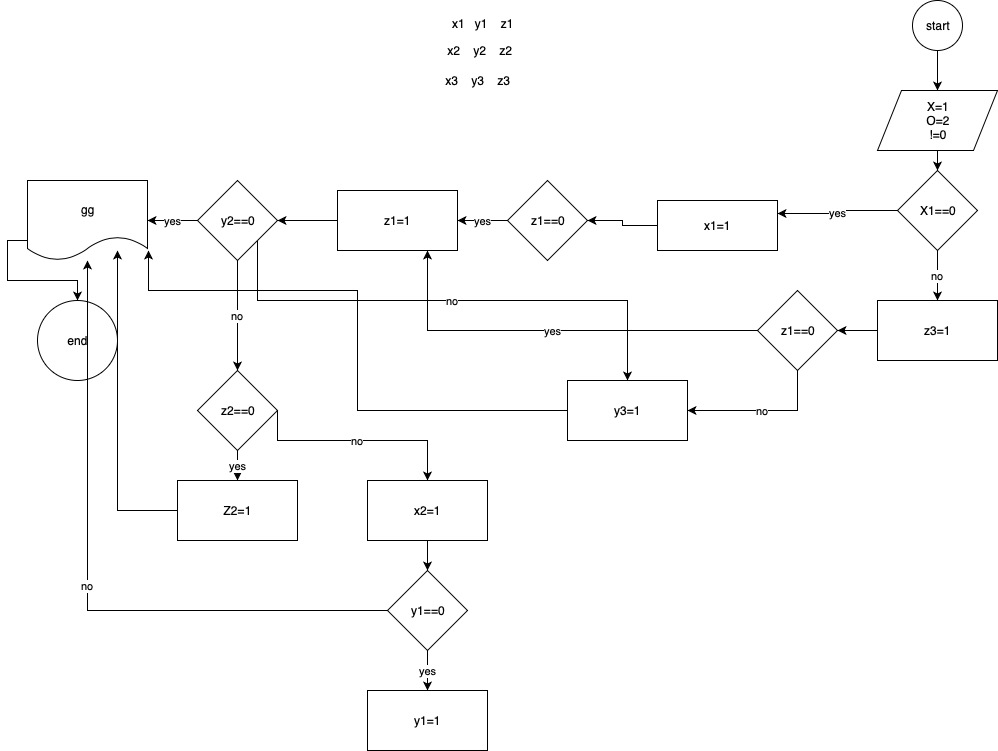 x1 y1 z1
x2 y2 z2
x3 y3 z3
start
X=1
O=2
!=0
X1==0
yes
no
x1=1
z1==0
yes
z1=1
y2==0
yes
gg
no
no
end
z3=1
z1==0
yes
no
y3=1
z2==0
yes
no
Z2=1
x2=1
y1==0
no
yes
y1=1